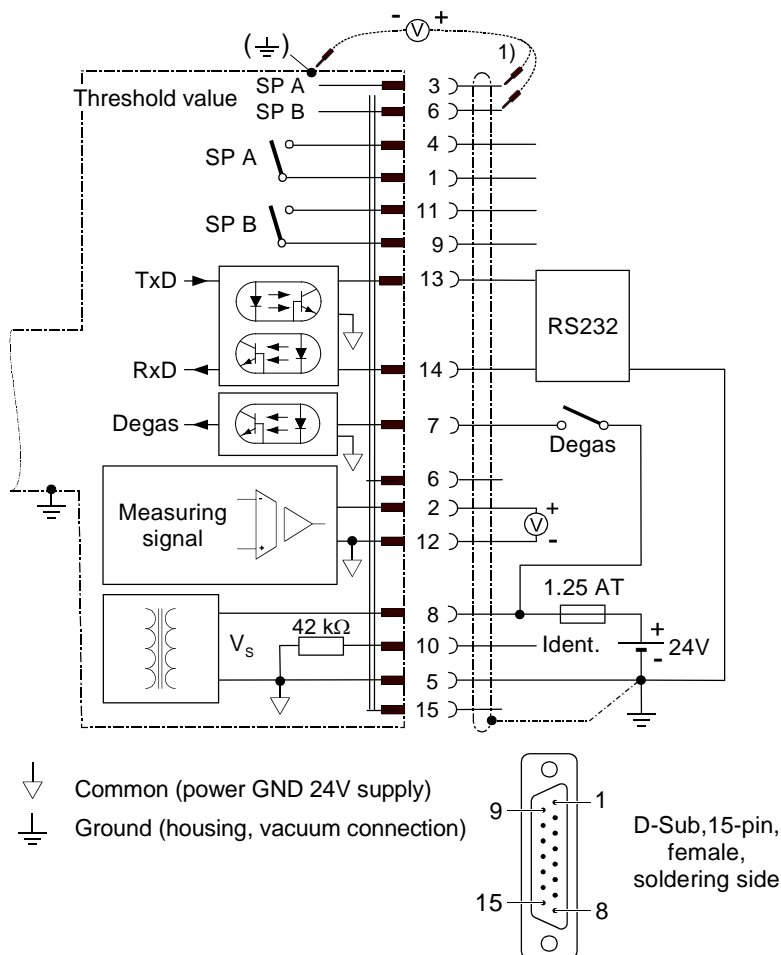 - V +
( ⏚ )
1)
SP A 3
Threshold value
SP B 6
4
SP A
1
11
SP B
9
TxD 13
RS232
RxD 14
Degas 7
Degas
6
Measuring
signal
2
V + -
12
1.25 AT
8
42 kΩ
Vs
10 Ident.
+
- 24V
5
15
Common (power GND 24V supply)
Ground (housing, vacuum connection)
9 1
15 8
D-Sub,15-pin,
female,
soldering side